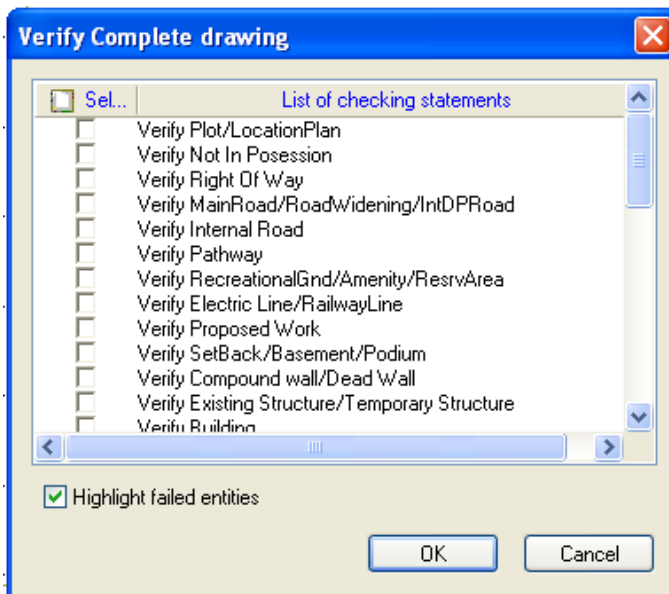 Verify Complete drawing
Sel... List of checking statements
Verify Plot/LocationPlan
Verify Not In Posession
Verify Right Of Way
Verify MainRoad/RoadWidening/IntDPRoad
Verify Internal Road
Verify Pathway
Verify RecreationalGnd/Amenity/ResrvArea
Verify Electric Line/RailwayLine
Verify Proposed Work
Verify SetBack/Basement/Podium
Verify Compound wall/Dead Wall
Verify Existing Structure/Temporary Structure
Verify Building
Highlight failed entities
OK Cancel